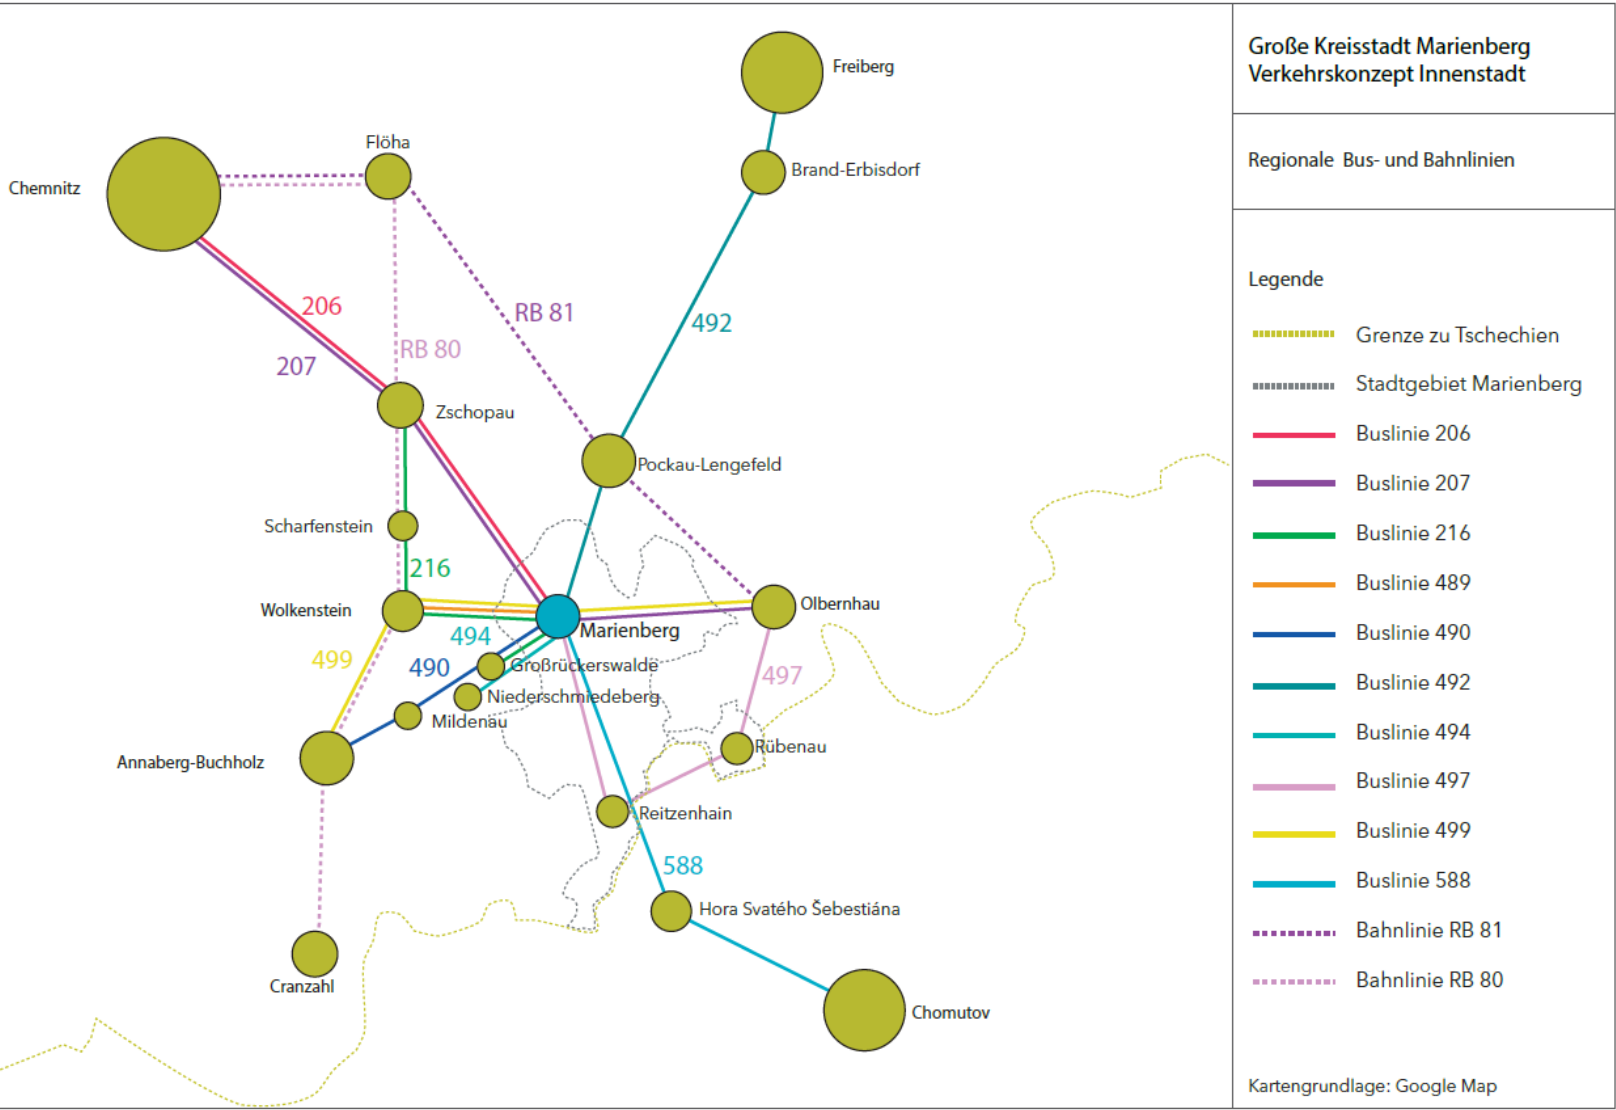 Große Kreisstadt Marienberg
Verkehrskonzept Innenstadt
Regionale Bus- und Bahnlinien
Legende
Grenze zu Tschechien
Stadtgebiet Marienberg
Buslinie 206
Buslinie 207
Buslinie 216
Buslinie 489
Buslinie 490
Buslinie 492
Buslinie 494
Buslinie 497
Buslinie 499
Buslinie 588
Bahnlinie RB 81
Bahnlinie RB 80
Kartengrundlage: Google Map
Freiberg
Flöha
Brand-Erbisdorf
Chemnitz
206
RB 81
492
RB 80
207
Zschopau
Pockau-Lengefeld
Scharfenstein
216
Wolkenstein
Olbernhau
494
Marienberg
499
490
Großrückerswalde
497
Niederschmiedeberg
Mildenau
Rübenau
Annaberg-Buchholz
Reitzenhain
588
Hora Svatého Šebestiána
Cranzahl
Chomutov